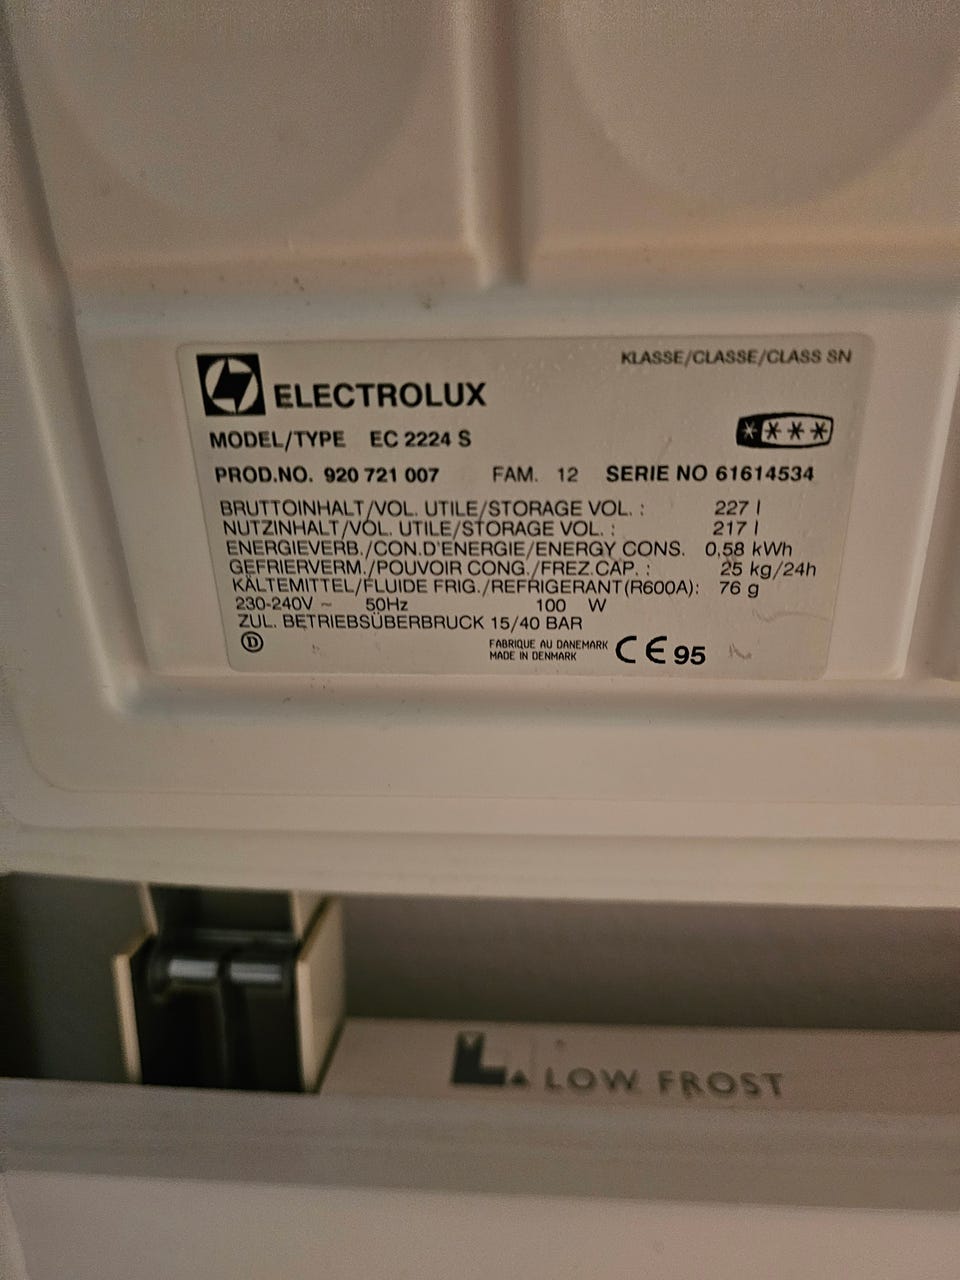 KLASSE/CLASSE/CLASS SN
ELECTROLUX
MODEL/TYPE EC 2224 S
PROD.NO. 920 721 007 FAM. 12 SERIE NO 61614534
BRUTTOINHALT/VOL. UTILE/STORAGE VOL. : 227 l
NUTZINHALT/VOL. UTILE/STORAGE VOL. : 217 l
ENERGIEVERB./CON.D'ENERGIE/ENERGY CONS. 0,58 kWh
GEFRIERVERM./POUVOIR CONG./FREZ.CAP. : 25 kg/24h
KÄLTEMITTEL/FLUIDE FRIG./REFRIGERANT(R600A): 76 g
230-240V ~ 50Hz 100 W
ZUL. BETRIEBSÜBERBRUCK 15/40 BAR
D
FABRIQUE AU DANEMARK
MADE IN DENMARK
CE 95
LOW FROST